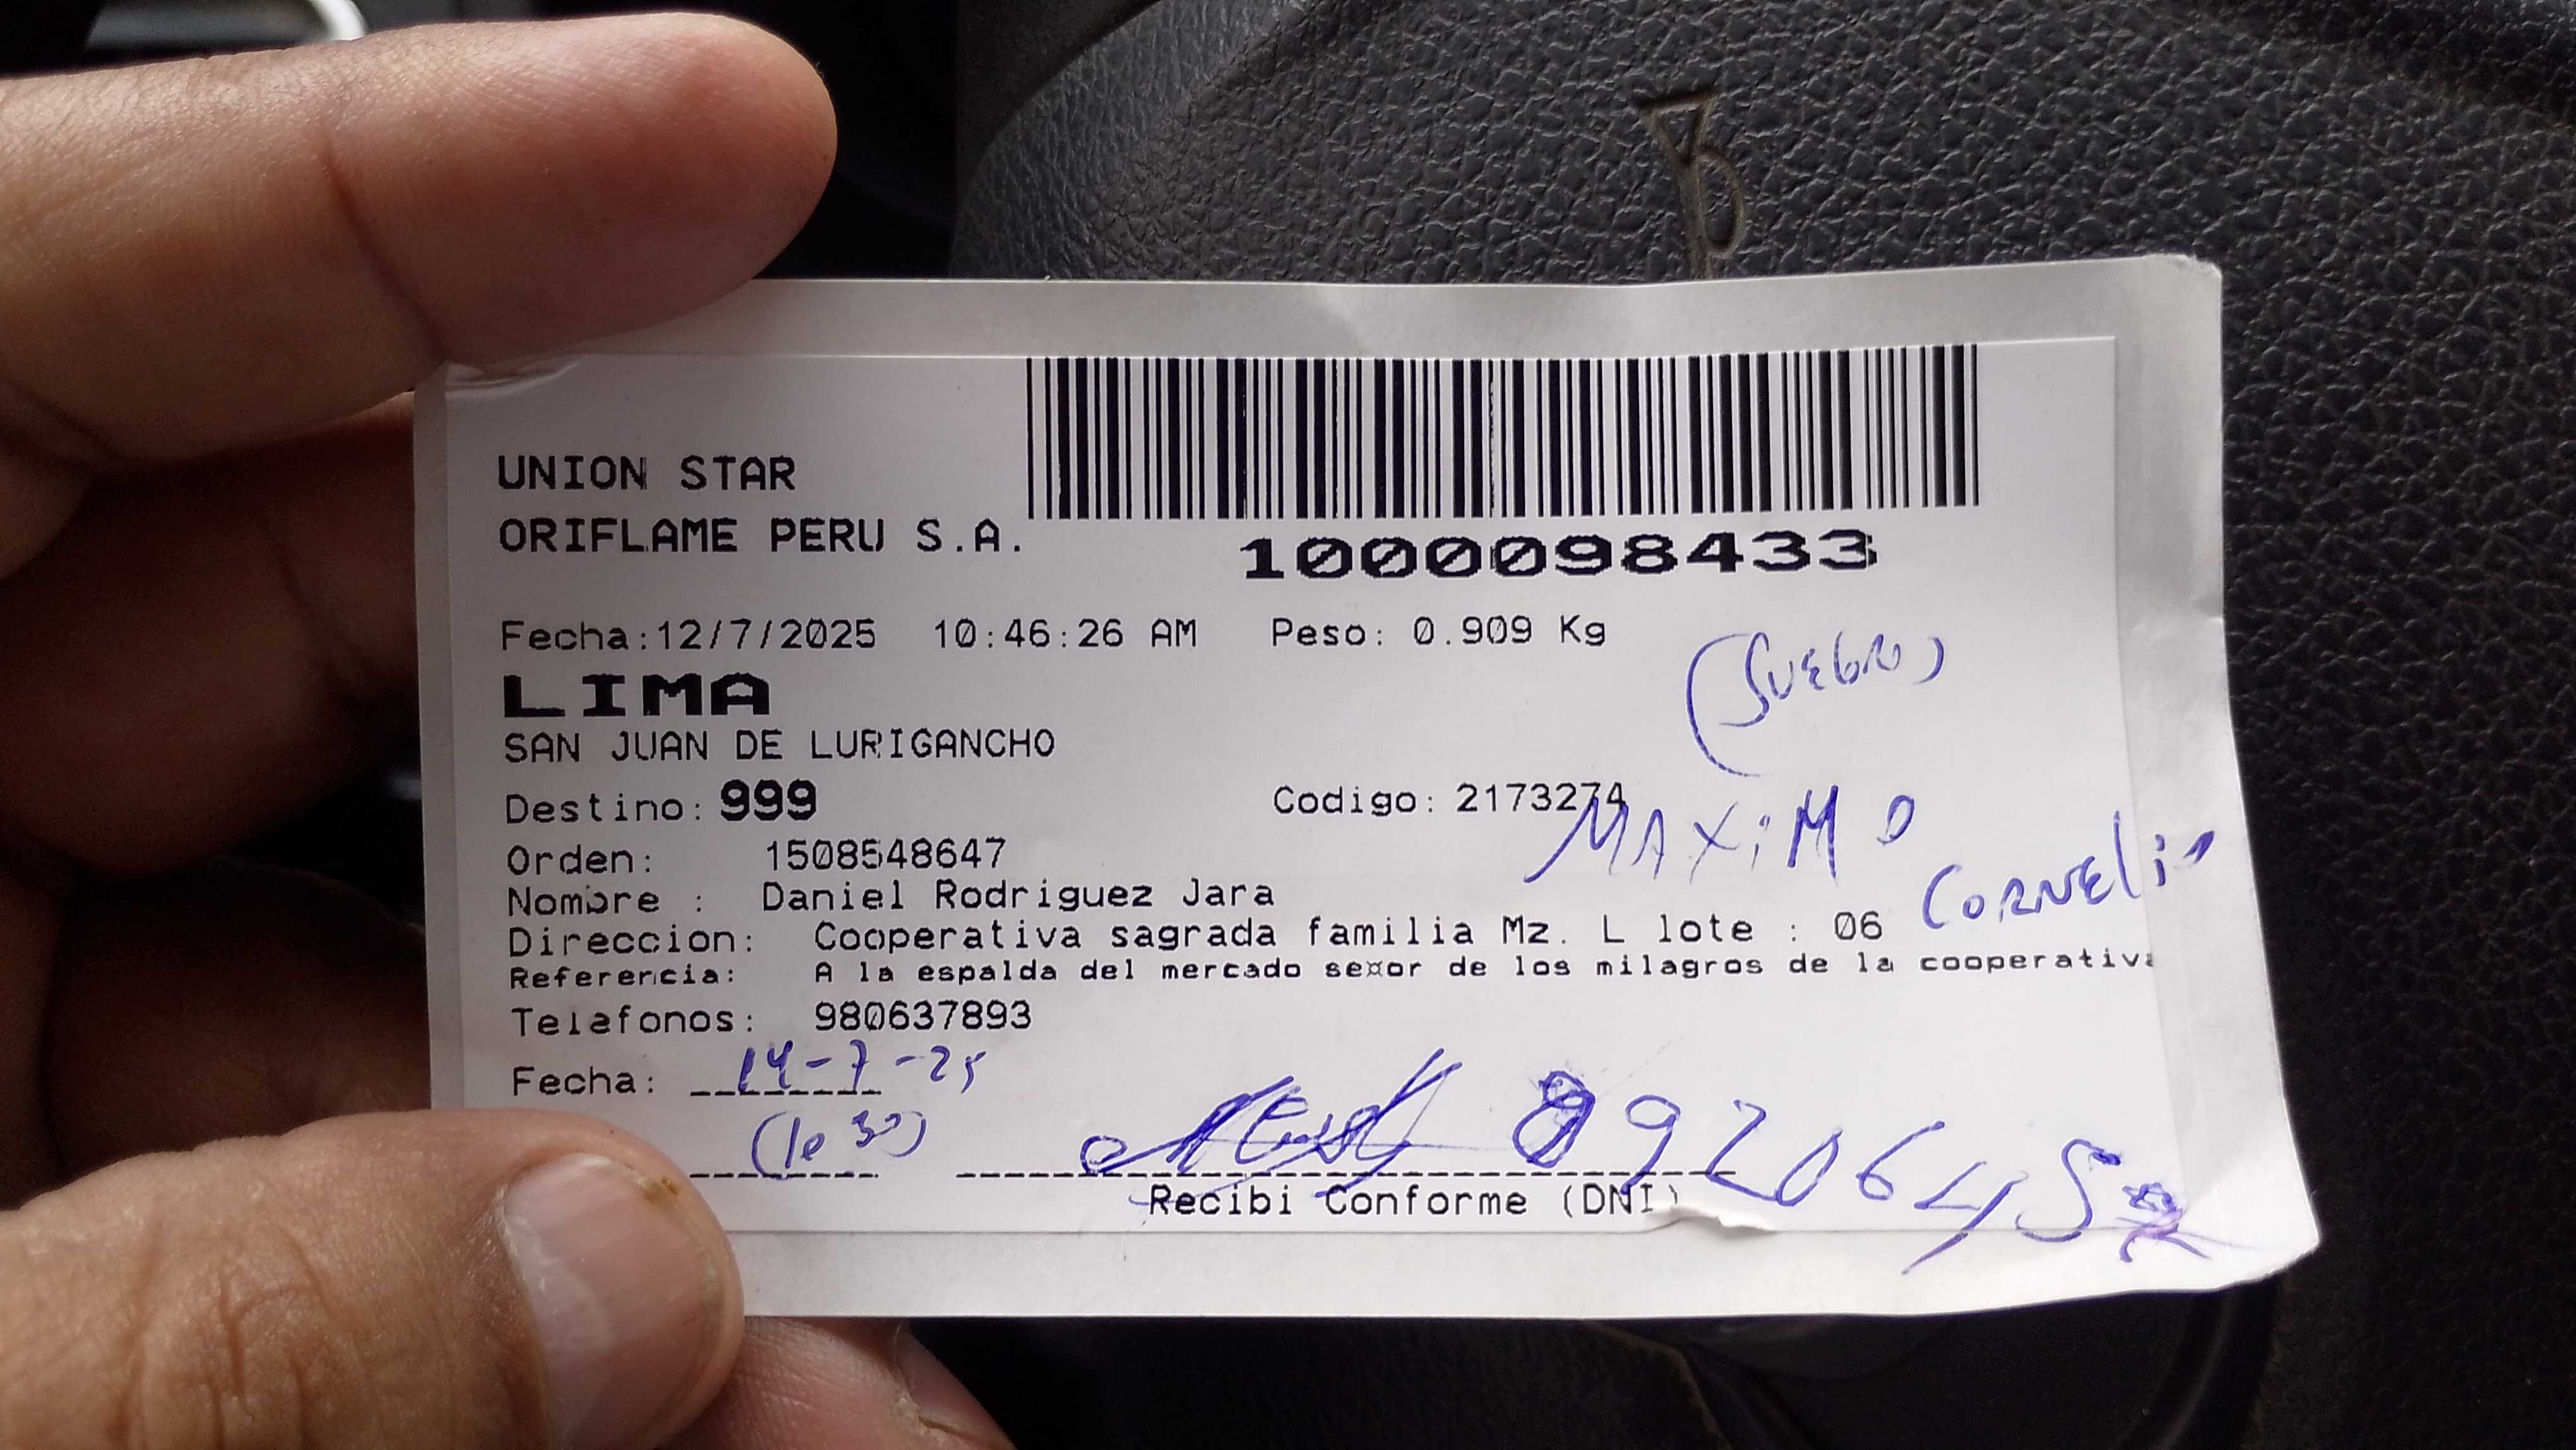 UNION STAR
ORIFLAME PERU S.A.
1000098433
Fecha:12/7/2025 10:46:26 AM Peso: 0.909 Kg
(SUEGRO)
LIMA
SAN JUAN DE LURIGANCHO
Destino: 999 Codigo: 2173274
MAXiMO
CORNELiO
Orden: 1508548647
Nombre : Daniel Rodriguez Jara
Direccion: Cooperativa sagrada familia Mz. L lote : 06
Referencia: A la espalda del mercado señor de los milagros de la cooperativa
Telefonos: 980637893
Fecha: 14-7-25
Recibi Conforme (DNI)